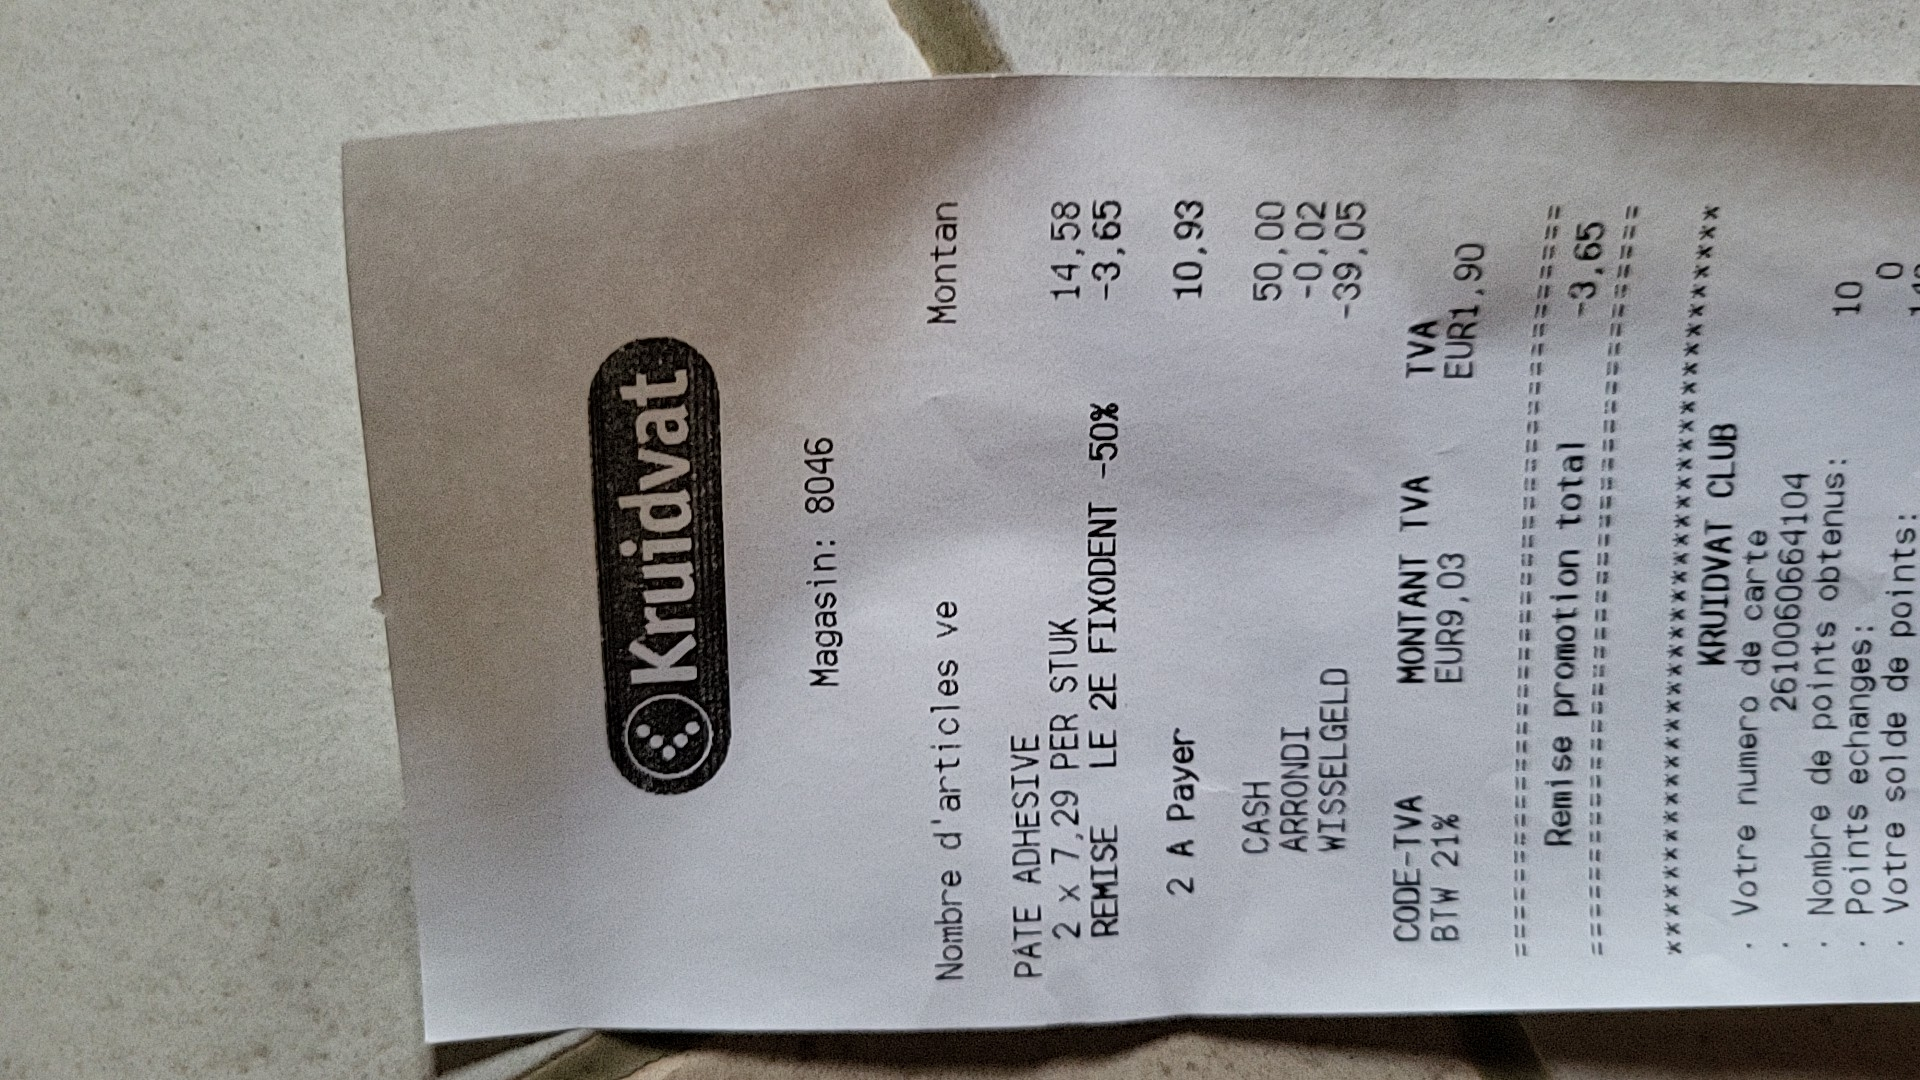 Kruidvat
Magasin: 8046
Nombre d'articles ve Montan
PATE ADHESIVE
2 x 7,29 PER STUK 14,58
REMISE LE 2E FIXODENT -50% -3,65
2 A Payer 10,93
CASH 50,00
ARRONDI -0,02
WISSELGELD -39,05
CODE-TVA MONTANT TVA TVA
BTW 21% EUR9,03 EUR1,90
========================================
Remise promotion total -3,65
========================================
****************************************
KRUIDVAT CLUB
. Votre numero de carte
. 2610060664104
. Nombre de points obtenus: 10
. Points echanges: 0
. Votre solde de points: